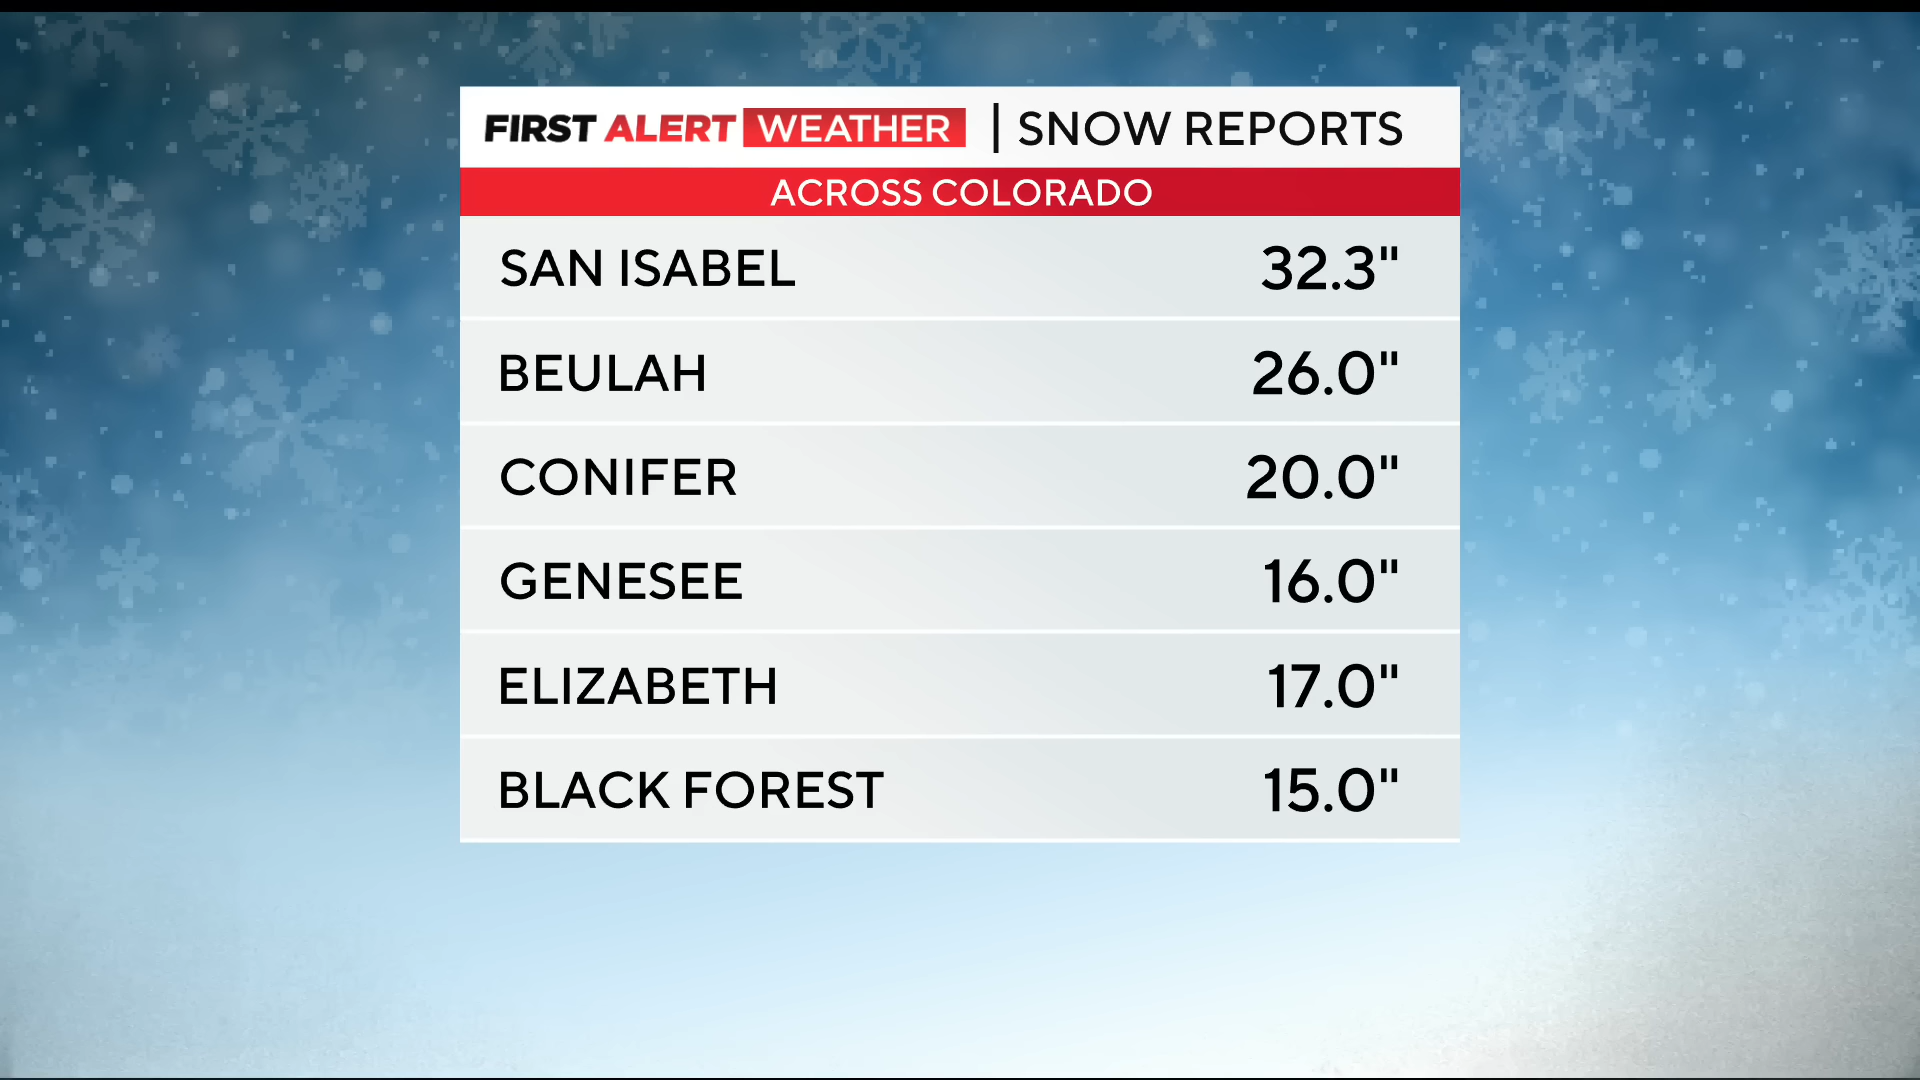 FIRST ALERT WEATHER | SNOW REPORTS
ACROSS COLORADO
SAN ISABEL 32.3"
BEULAH 26.0"
CONIFER 20.0"
GENESEE 16.0"
ELIZABETH 17.0"
BLACK FOREST 15.0"